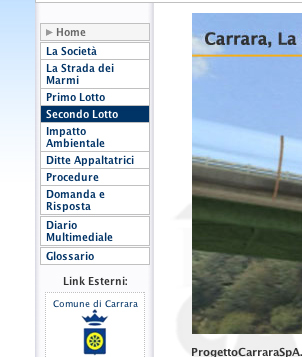 Home
La Società
La Strada dei
Marmi
Primo Lotto
Secondo Lotto
Impatto
Ambientale
Ditte Appaltatrici
Procedure
Domanda e
Risposta
Diario
Multimediale
Glossario
Link Esterni:
Comune di Carrara
Carrara, La
ProgettoCarraraSpA.